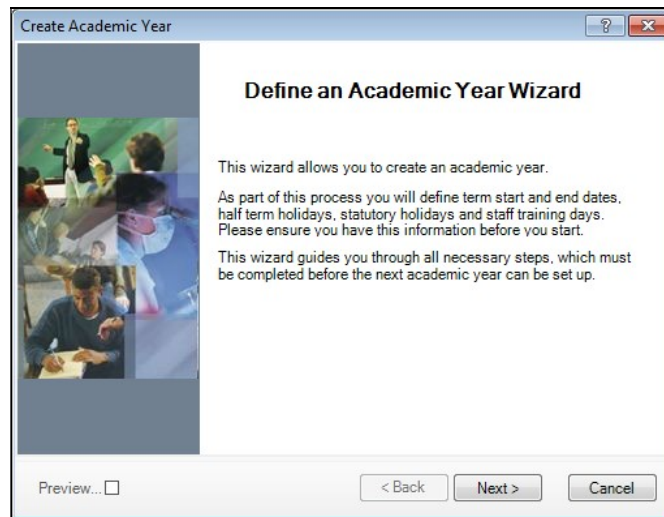 Create Academic Year
Define an Academic Year Wizard
This wizard allows you to create an academic year.
As part of this process you will define term start and end dates,
half term holidays, statutory holidays and staff training days.
Please ensure you have this information before you start.
This wizard guides you through all necessary steps, which must
be completed before the next academic year can be set up.
Preview... < Back Next > Cancel